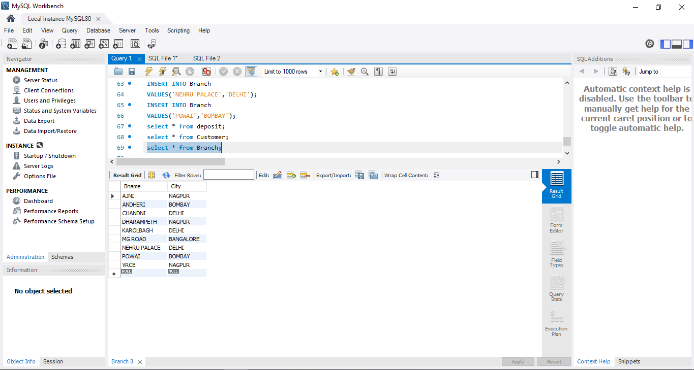 MySQL Workbench
Local instance MySQL80 ×
File Edit View Query Database Server Tools Scripting Help
Navigator
MANAGEMENT
Server Status
Client Connections
Users and Privileges
Status and System Variables
Data Export
Data Import/Restore
INSTANCE
Startup / Shutdown
Server Logs
Options File
PERFORMANCE
Dashboard
Performance Reports
Performance Schema Setup
Administration Schemas
Information
No object selected
Object Info Session
Query 1 × SQL File 1* SQL File 2
Limit to 1000 rows
63 INSERT INTO Branch
64 VALUES('NEHRU PALACE','DELHI');
65 INSERT INTO Branch
66 VALUES('POWAI','BOMBAY');
67 select * from deposit;
68 select * from Customer;
69 select * from Branch;
Result Grid Filter Rows: Edit: Export/Import: Wrap Cell Content:
Bname City
AJNI NAGPUR
ANDHERI BOMBAY
CHANDNI DELHI
DHARAMPETH NAGPUR
KAROLBAGH DELHI
MG ROAD BANGALORE
NEHRU PALACE DELHI
POWAI BOMBAY
VRCE NAGPUR
NULL NULL
Result Grid
Form Editor
Field Types
Query Stats
Execution Plan
Branch 3 ×
Apply Revert
SQLAdditions
Jump to
Automatic context help is
disabled. Use the toolbar to
manually get help for the
current caret position or to
toggle automatic help.
Context Help Snippets